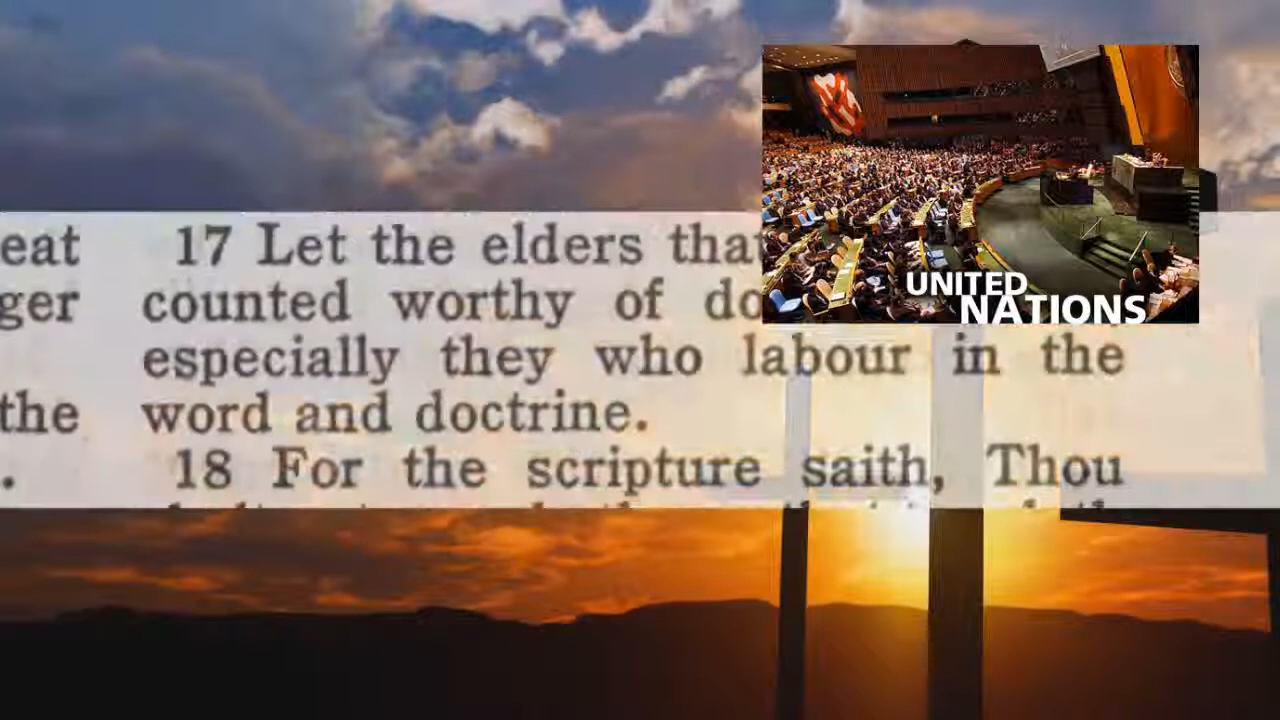 eat
ger
the
.
17 Let the elders that
counted worthy of do
especially they who labour in the
word and doctrine.
18 For the scripture saith, Thou
UNITED
NATIONS